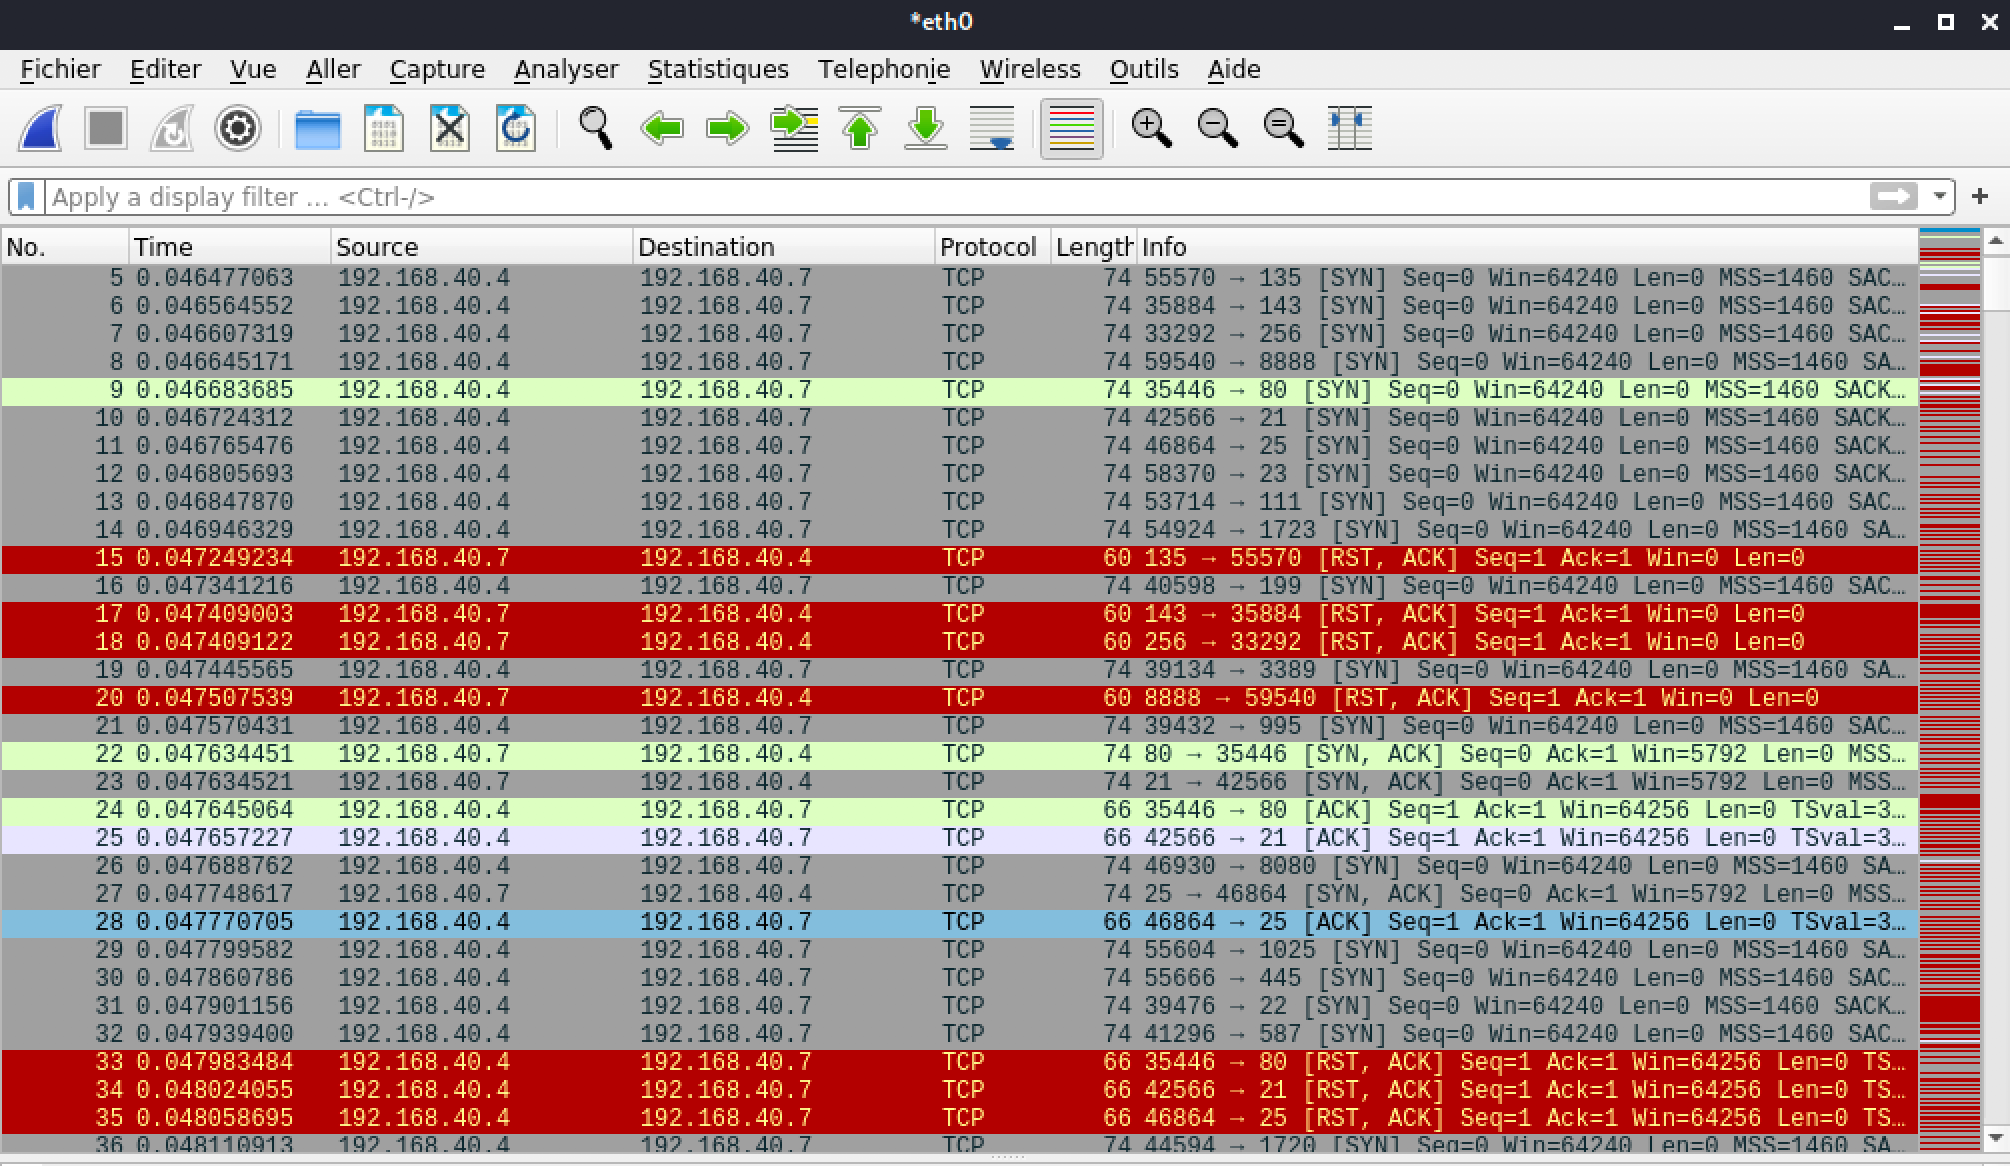 *eth0
Fichier Editer Vue Aller Capture Analyser Statistiques Telephonie Wireless Outils Aide
Apply a display filter … <Ctrl-/>
No. Time Source Destination Protocol Length Info
5 0.046477063 192.168.40.4 192.168.40.7 TCP 74 55570 → 135 [SYN] Seq=0 Win=64240 Len=0 MSS=1460 SAC…
6 0.046564552 192.168.40.4 192.168.40.7 TCP 74 35884 → 143 [SYN] Seq=0 Win=64240 Len=0 MSS=1460 SAC…
7 0.046607319 192.168.40.4 192.168.40.7 TCP 74 33292 → 256 [SYN] Seq=0 Win=64240 Len=0 MSS=1460 SAC…
8 0.046645171 192.168.40.4 192.168.40.7 TCP 74 59540 → 8888 [SYN] Seq=0 Win=64240 Len=0 MSS=1460 SA…
9 0.046683685 192.168.40.4 192.168.40.7 TCP 74 35446 → 80 [SYN] Seq=0 Win=64240 Len=0 MSS=1460 SACK…
10 0.046724312 192.168.40.4 192.168.40.7 TCP 74 42566 → 21 [SYN] Seq=0 Win=64240 Len=0 MSS=1460 SACK…
11 0.046765476 192.168.40.4 192.168.40.7 TCP 74 46864 → 25 [SYN] Seq=0 Win=64240 Len=0 MSS=1460 SACK…
12 0.046805693 192.168.40.4 192.168.40.7 TCP 74 58370 → 23 [SYN] Seq=0 Win=64240 Len=0 MSS=1460 SACK…
13 0.046847870 192.168.40.4 192.168.40.7 TCP 74 53714 → 111 [SYN] Seq=0 Win=64240 Len=0 MSS=1460 SAC…
14 0.046946329 192.168.40.4 192.168.40.7 TCP 74 54924 → 1723 [SYN] Seq=0 Win=64240 Len=0 MSS=1460 SA…
15 0.047249234 192.168.40.7 192.168.40.4 TCP 60 135 → 55570 [RST, ACK] Seq=1 Ack=1 Win=0 Len=0
16 0.047341216 192.168.40.4 192.168.40.7 TCP 74 40598 → 199 [SYN] Seq=0 Win=64240 Len=0 MSS=1460 SAC…
17 0.047409003 192.168.40.7 192.168.40.4 TCP 60 143 → 35884 [RST, ACK] Seq=1 Ack=1 Win=0 Len=0
18 0.047409122 192.168.40.7 192.168.40.4 TCP 60 256 → 33292 [RST, ACK] Seq=1 Ack=1 Win=0 Len=0
19 0.047445565 192.168.40.4 192.168.40.7 TCP 74 39134 → 3389 [SYN] Seq=0 Win=64240 Len=0 MSS=1460 SA…
20 0.047507539 192.168.40.7 192.168.40.4 TCP 60 8888 → 59540 [RST, ACK] Seq=1 Ack=1 Win=0 Len=0
21 0.047570431 192.168.40.4 192.168.40.7 TCP 74 39432 → 995 [SYN] Seq=0 Win=64240 Len=0 MSS=1460 SAC…
22 0.047634451 192.168.40.7 192.168.40.4 TCP 74 80 → 35446 [SYN, ACK] Seq=0 Ack=1 Win=5792 Len=0 MSS…
23 0.047634521 192.168.40.7 192.168.40.4 TCP 74 21 → 42566 [SYN, ACK] Seq=0 Ack=1 Win=5792 Len=0 MSS…
24 0.047645064 192.168.40.4 192.168.40.7 TCP 66 35446 → 80 [ACK] Seq=1 Ack=1 Win=64256 Len=0 TSval=3…
25 0.047657227 192.168.40.4 192.168.40.7 TCP 66 42566 → 21 [ACK] Seq=1 Ack=1 Win=64256 Len=0 TSval=3…
26 0.047688762 192.168.40.4 192.168.40.7 TCP 74 46930 → 8080 [SYN] Seq=0 Win=64240 Len=0 MSS=1460 SA…
27 0.047748617 192.168.40.7 192.168.40.4 TCP 74 25 → 46864 [SYN, ACK] Seq=0 Ack=1 Win=5792 Len=0 MSS…
28 0.047770705 192.168.40.4 192.168.40.7 TCP 66 46864 → 25 [ACK] Seq=1 Ack=1 Win=64256 Len=0 TSval=3…
29 0.047799582 192.168.40.4 192.168.40.7 TCP 74 55604 → 1025 [SYN] Seq=0 Win=64240 Len=0 MSS=1460 SA…
30 0.047860786 192.168.40.4 192.168.40.7 TCP 74 55666 → 445 [SYN] Seq=0 Win=64240 Len=0 MSS=1460 SAC…
31 0.047901156 192.168.40.4 192.168.40.7 TCP 74 39476 → 22 [SYN] Seq=0 Win=64240 Len=0 MSS=1460 SACK…
32 0.047939400 192.168.40.4 192.168.40.7 TCP 74 41296 → 587 [SYN] Seq=0 Win=64240 Len=0 MSS=1460 SAC…
33 0.047983484 192.168.40.4 192.168.40.7 TCP 66 35446 → 80 [RST, ACK] Seq=1 Ack=1 Win=64256 Len=0 TS…
34 0.048024055 192.168.40.4 192.168.40.7 TCP 66 42566 → 21 [RST, ACK] Seq=1 Ack=1 Win=64256 Len=0 TS…
35 0.048058695 192.168.40.4 192.168.40.7 TCP 66 46864 → 25 [RST, ACK] Seq=1 Ack=1 Win=64256 Len=0 TS…
36 0.048110913 192.168.40.4 192.168.40.7 TCP 74 44594 → 1720 [SYN] Seq=0 Win=64240 Len=0 MSS=1460 SA…